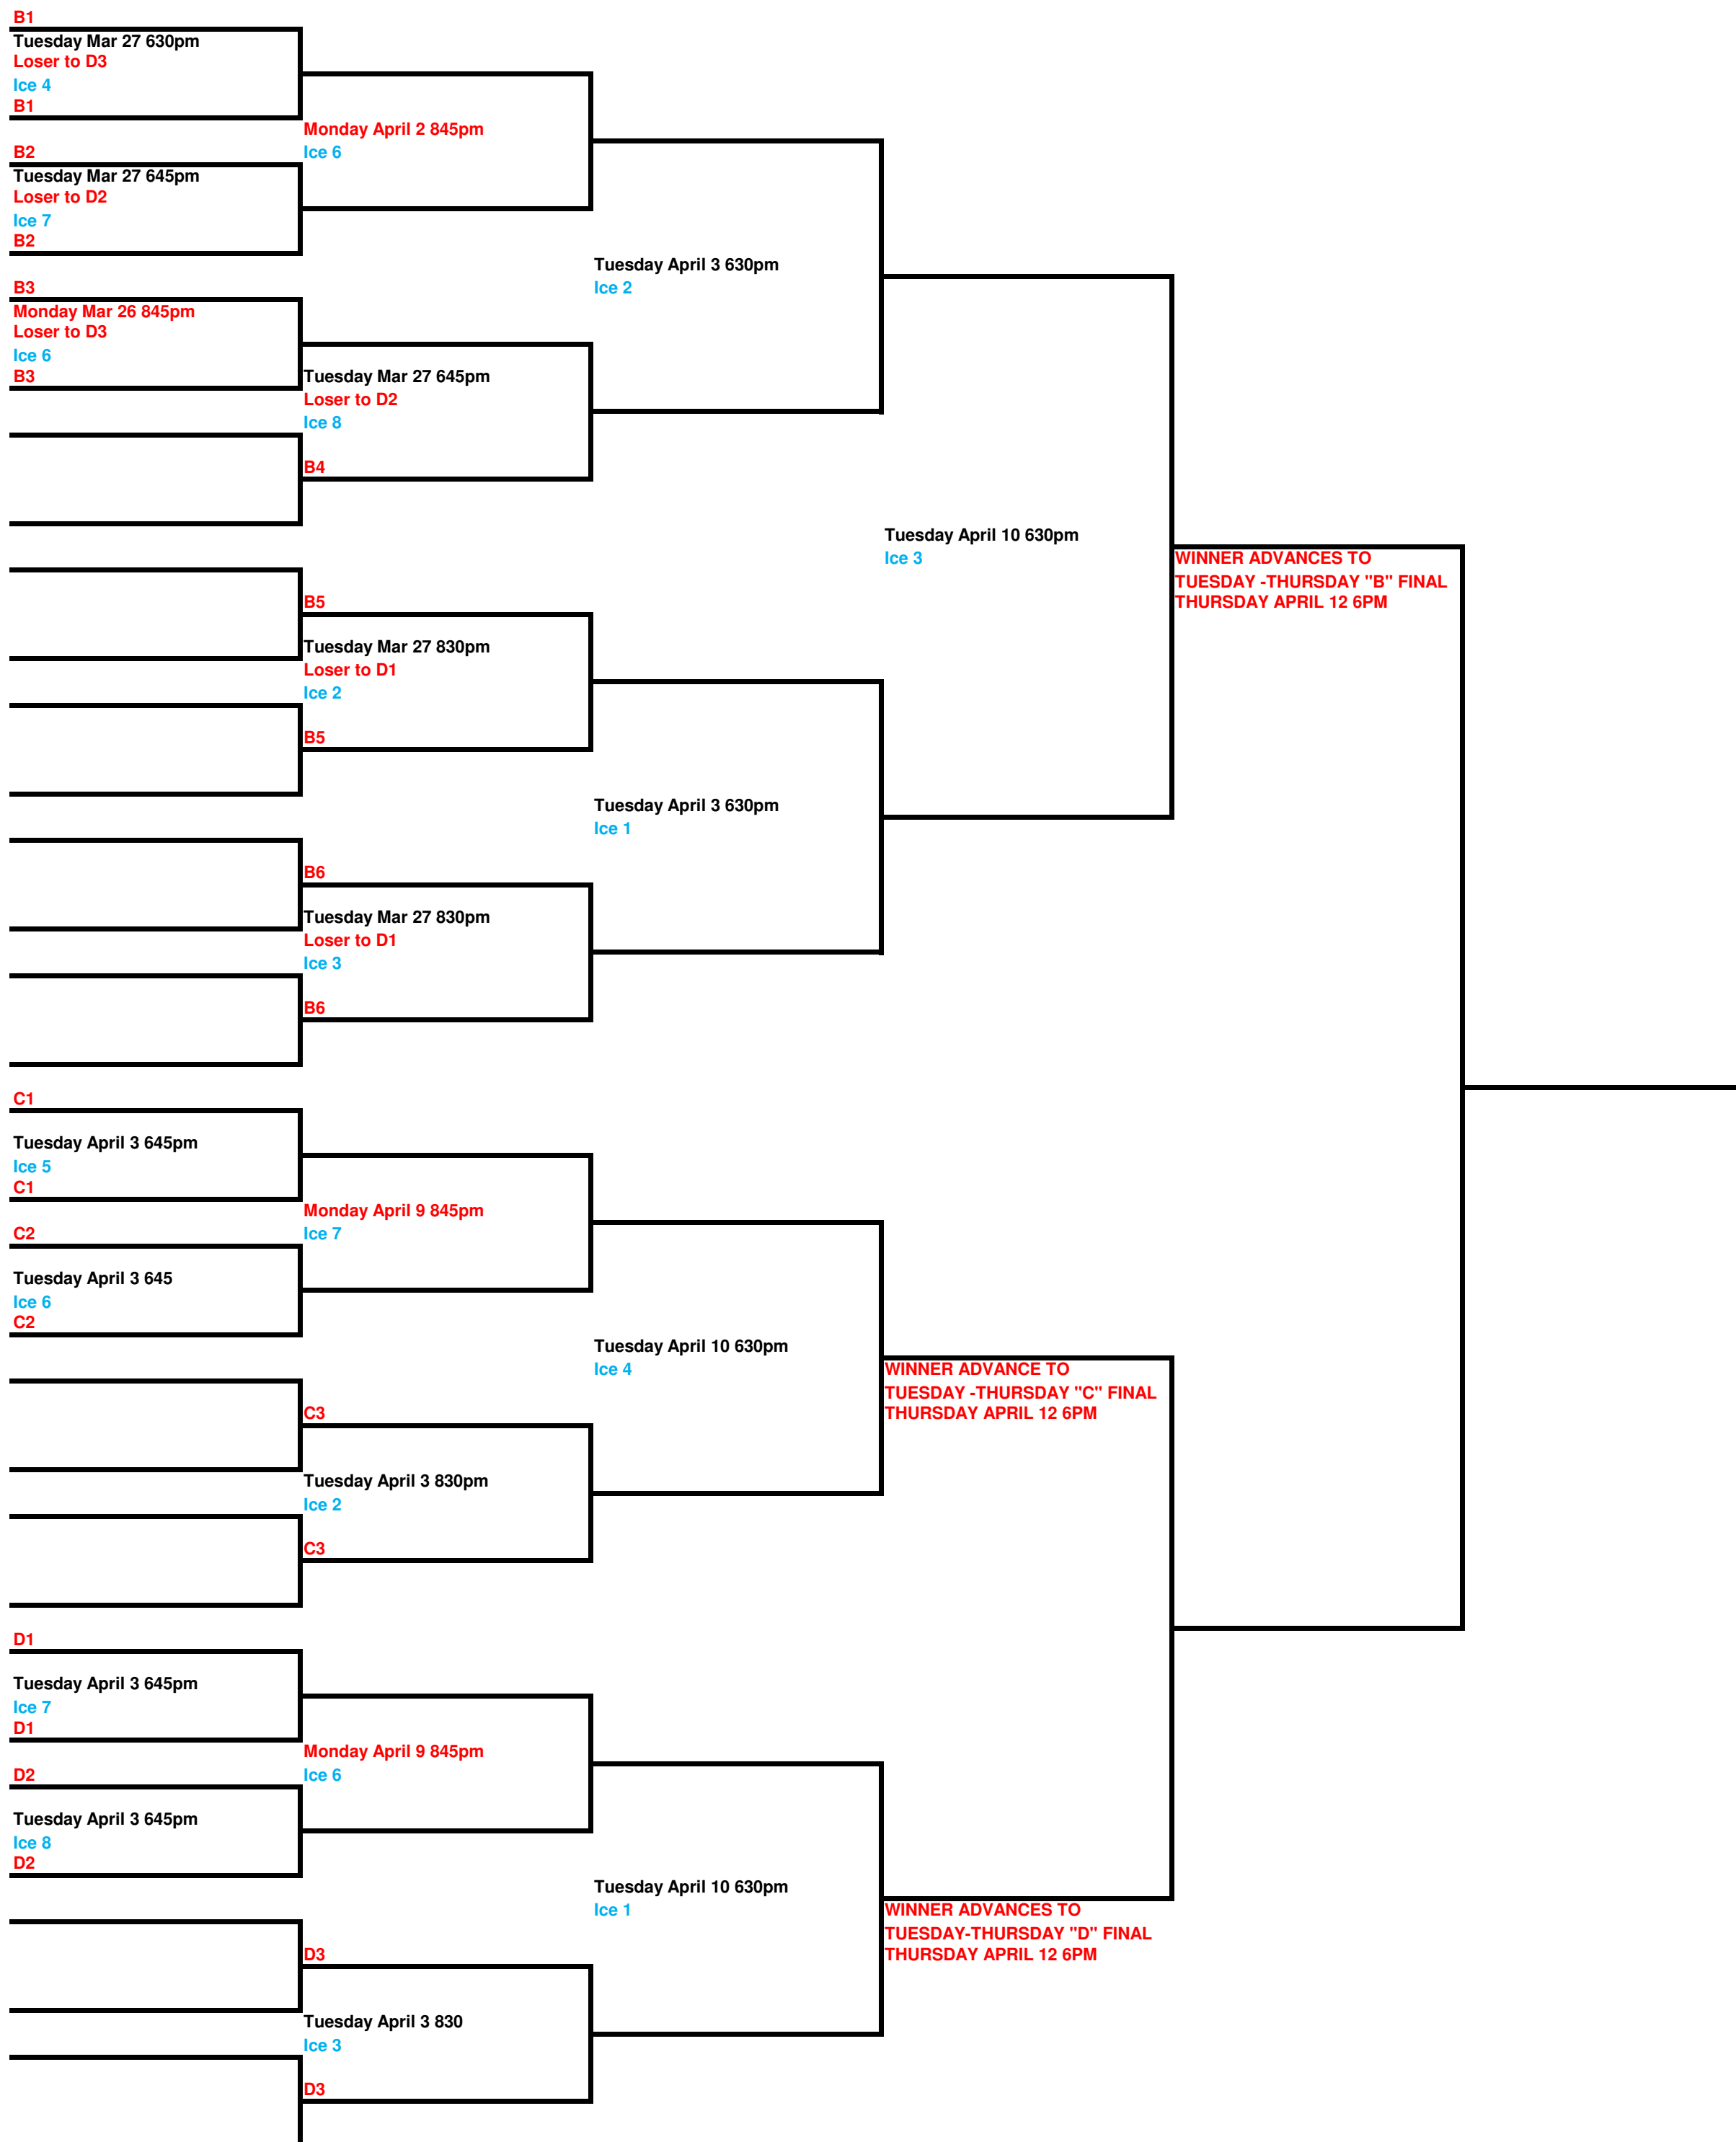 B1
Tuesday Mar 27 630pm
Loser to D3
Ice 4
B1
Monday April 2 845pm
Ice 6
B2
Tuesday Mar 27 645pm
Loser to D2
Ice 7
B2
Tuesday April 3 630pm
Ice 2
B3
Monday Mar 26 845pm
Loser to D3
Ice 6
B3
Tuesday Mar 27 645pm
Loser to D2
Ice 8
B4
Tuesday April 10 630pm
Ice 3
WINNER ADVANCES TO
TUESDAY -THURSDAY "B" FINAL
THURSDAY APRIL 12 6PM
B5
Tuesday Mar 27 830pm
Loser to D1
Ice 2
B5
Tuesday April 3 630pm
Ice 1
B6
Tuesday Mar 27 830pm
Loser to D1
Ice 3
B6
C1
Tuesday April 3 645pm
Ice 5
C1
Monday April 9 845pm
Ice 7
C2
Tuesday April 3 645
Ice 6
C2
Tuesday April 10 630pm
Ice 4
WINNER ADVANCE TO
TUESDAY -THURSDAY "C" FINAL
THURSDAY APRIL 12 6PM
C3
Tuesday April 3 830pm
Ice 2
C3
D1
Tuesday April 3 645pm
Ice 7
D1
Monday April 9 845pm
Ice 6
D2
Tuesday April 3 645pm
Ice 8
D2
Tuesday April 10 630pm
Ice 1
WINNER ADVANCES TO
TUESDAY-THURSDAY "D" FINAL
THURSDAY APRIL 12 6PM
D3
Tuesday April 3 830
Ice 3
D3